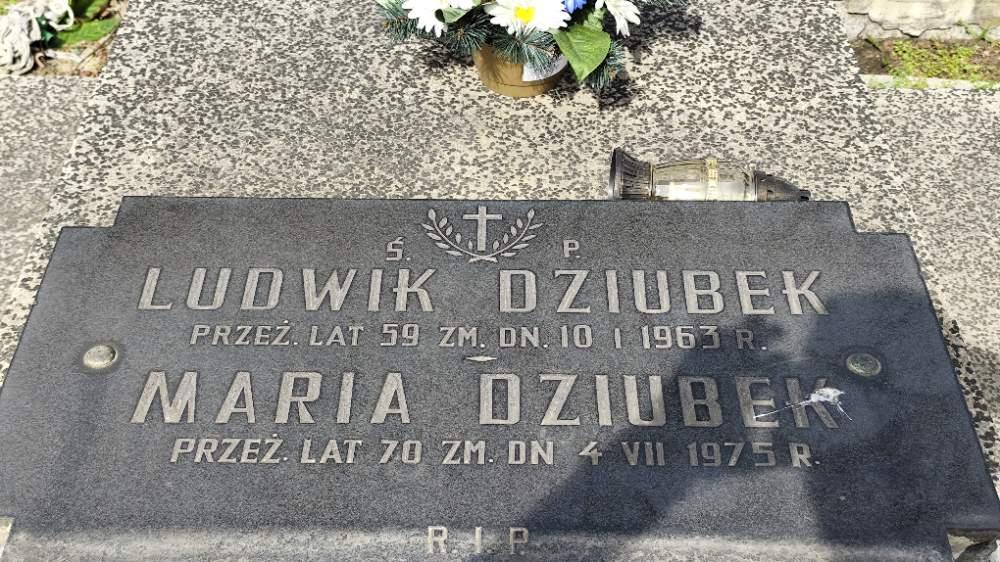 Ś. P.
LUDWIK DZIUBEK
PRZEŻ. LAT 59 ZM. DN. 10 I 1963 R.
MARIA DZIUBEK
PRZEŻ. LAT 70 ZM. DN 4 VII 1975 R.
R. I P.